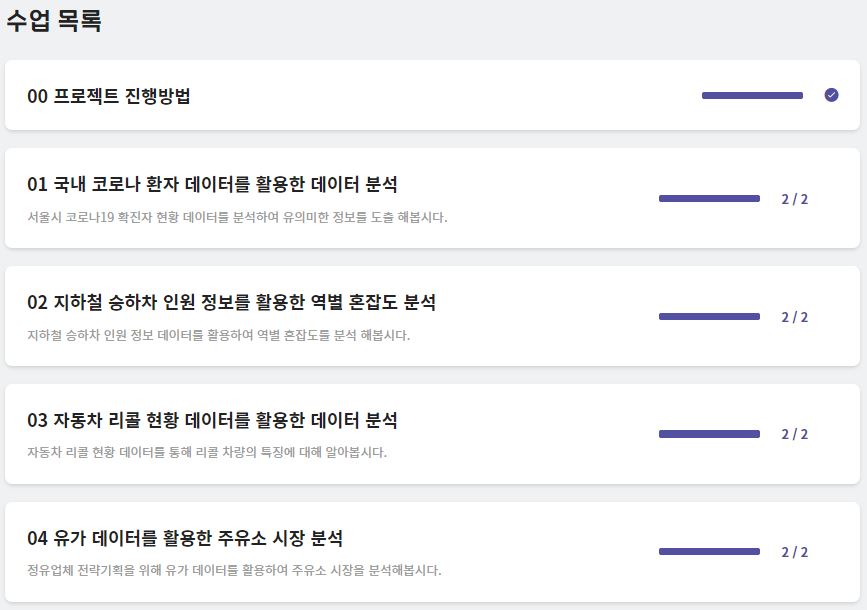 수업 목록
00 프로젝트 진행방법
01 국내 코로나 환자 데이터를 활용한 데이터 분석
2 / 2
서울시 코로나19 확진자 현황 데이터를 분석하여 유의미한 정보를 도출 해봅시다.
02 지하철 승하차 인원 정보를 활용한 역별 혼잡도 분석
2 / 2
지하철 승하차 인원 정보 데이터를 활용하여 역별 혼잡도를 분석 해봅시다.
03 자동차 리콜 현황 데이터를 활용한 데이터 분석
2 / 2
자동차 리콜 현황 데이터를 통해 리콜 차량의 특징에 대해 알아봅시다.
04 유가 데이터를 활용한 주유소 시장 분석
2 / 2
정유업체 전략기획을 위해 유가 데이터를 활용하여 주유소 시장을 분석해봅시다.